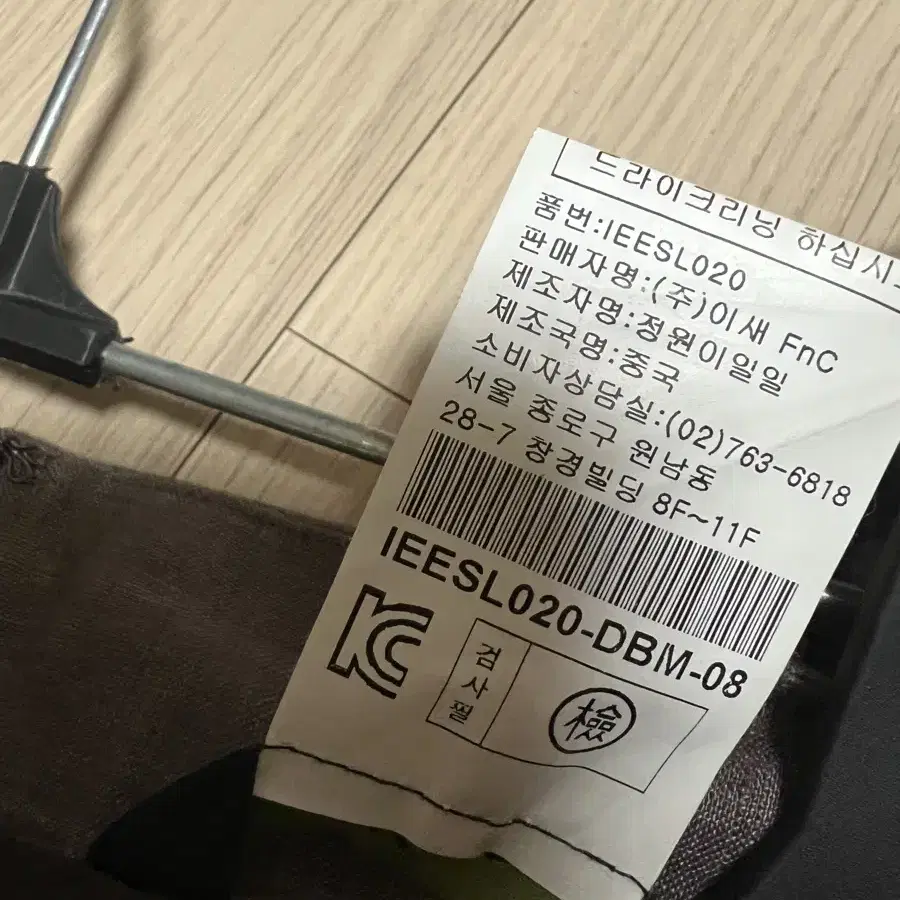 드라이크리닝 하십시오
품번:IEESL020
판매자명:(주)이새 FnC
제조자명:정원이일일
제조국명:중국
소비자상담실:(02)763-6818
서울 종로구 원남동
28-7 창경빌딩 8F~11F
IEESL020-DBM-08
KC
검사필
檢